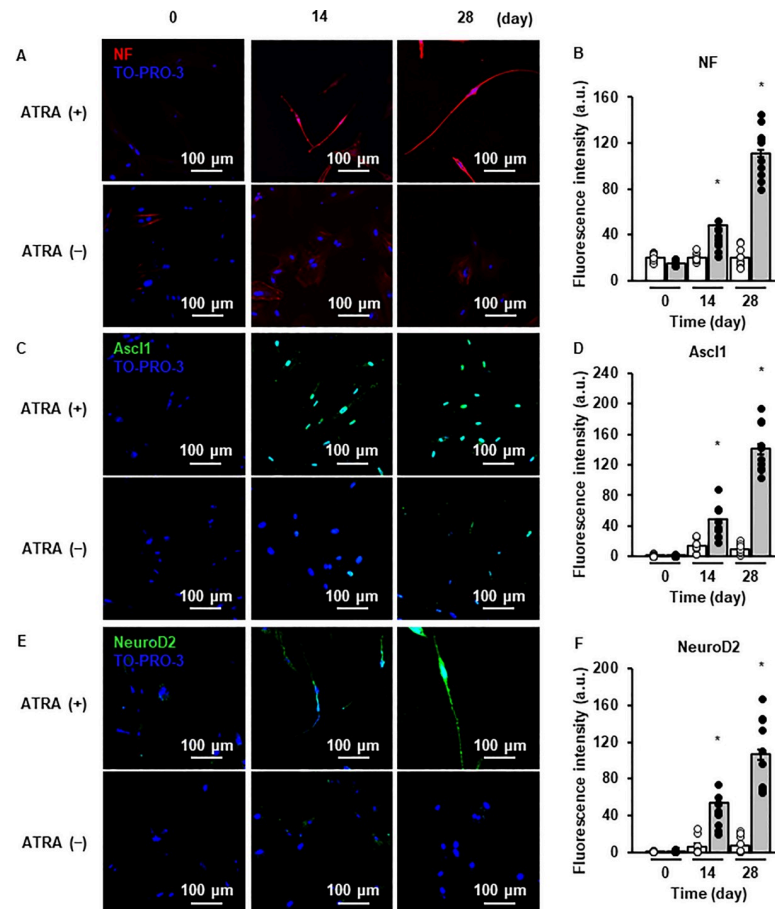 0 14 28 (day)
A
NF
TO-PRO-3
ATRA (+)
100 µm 100 µm 100 µm
ATRA (−)
100 µm 100 µm 100 µm
B
NF
Fluorescence intensity (a.u.)
160
120
80
40
0
* *
0 14 28
Time (day)
C
Ascl1
TO-PRO-3
ATRA (+)
100 µm 100 µm 100 µm
ATRA (−)
100 µm 100 µm 100 µm
D
Ascl1
Fluorescence intensity (a.u.)
240
200
160
120
80
40
0
* *
0 14 28
Time (day)
E
NeuroD2
TO-PRO-3
ATRA (+)
100 µm 100 µm 100 µm
ATRA (−)
100 µm 100 µm 100 µm
F
NeuroD2
Fluorescence intensity (a.u.)
200
160
120
80
40
0
* *
0 14 28
Time (day)